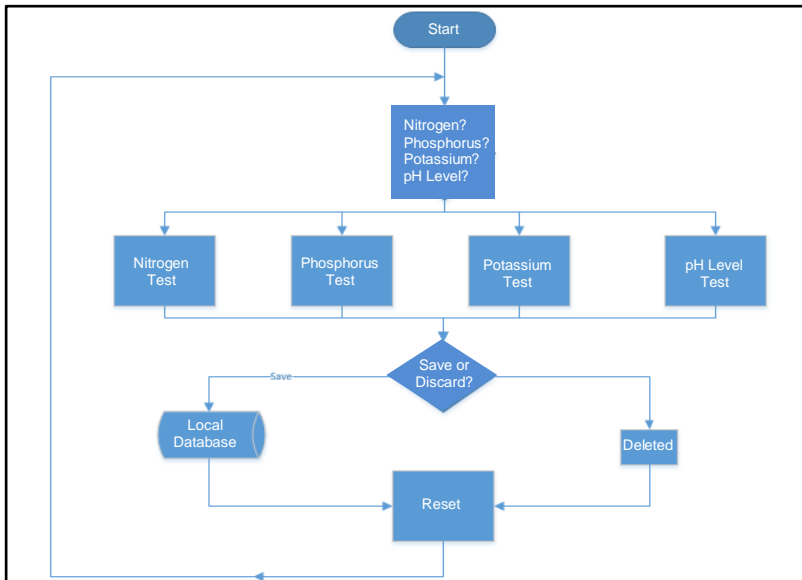 Start
Nitrogen?
Phosphorus?
Potassium?
pH Level?
Nitrogen
Test
Phosphorus
Test
Potassium
Test
pH Level
Test
Save or
Discard?
Save
Local
Database
Deleted
Reset